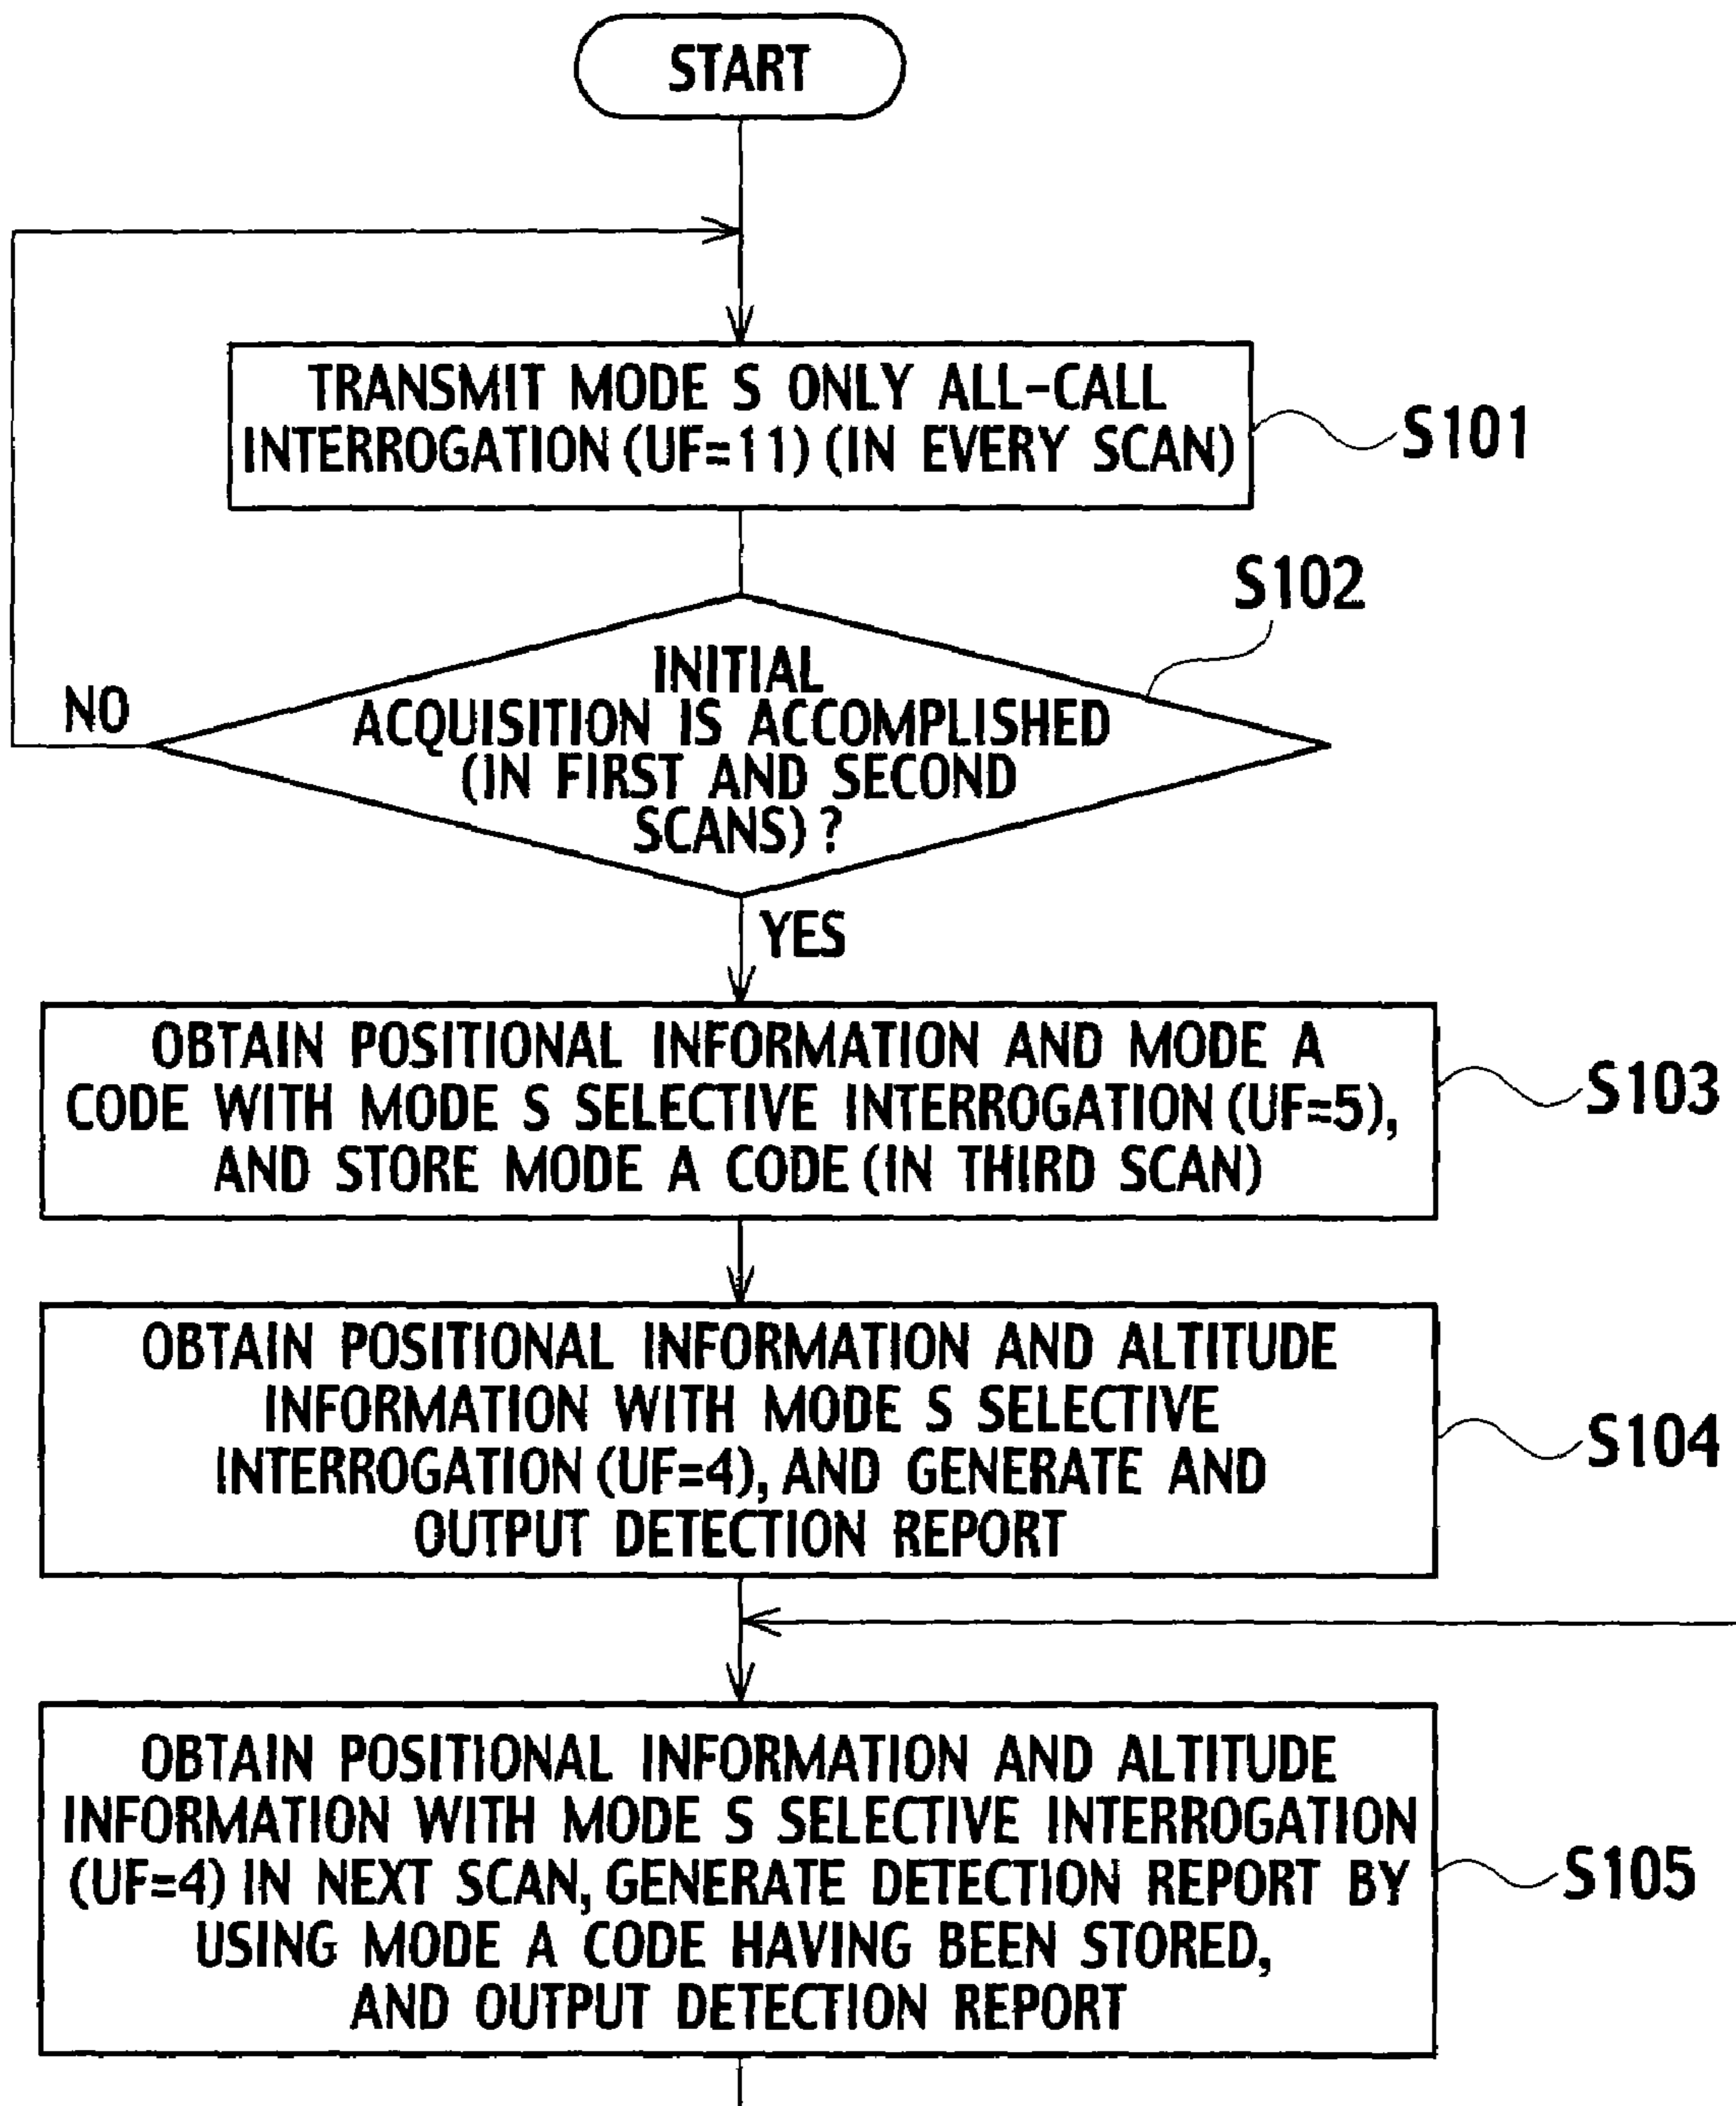 START
TRANSMIT MODE S ONLY ALL-CALL
INTERROGATION (UF=11) (IN EVERY SCAN)
S101
S102
INITIAL
ACQUISITION IS ACCOMPLISHED
(IN FIRST AND SECOND
SCANS) ?
NO
YES
OBTAIN POSITIONAL INFORMATION AND MODE A
CODE WITH MODE S SELECTIVE INTERROGATION (UF=5),
AND STORE MODE A CODE (IN THIRD SCAN)
S103
OBTAIN POSITIONAL INFORMATION AND ALTITUDE
INFORMATION WITH MODE S SELECTIVE
INTERROGATION (UF=4), AND GENERATE AND
OUTPUT DETECTION REPORT
S104
OBTAIN POSITIONAL INFORMATION AND ALTITUDE
INFORMATION WITH MODE S SELECTIVE INTERROGATION
(UF=4) IN NEXT SCAN, GENERATE DETECTION REPORT BY
USING MODE A CODE HAVING BEEN STORED,
AND OUTPUT DETECTION REPORT
S105